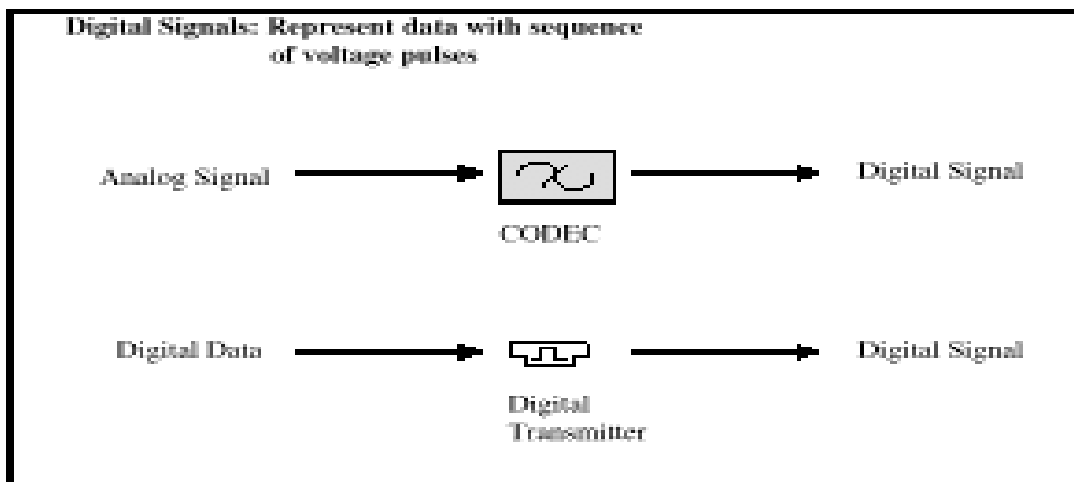 Digital Signals: Represent data with sequence
of voltage pulses
Analog Signal
Digital Signal
CODEC
Digital Data
Digital Signal
Digital
Transmitter